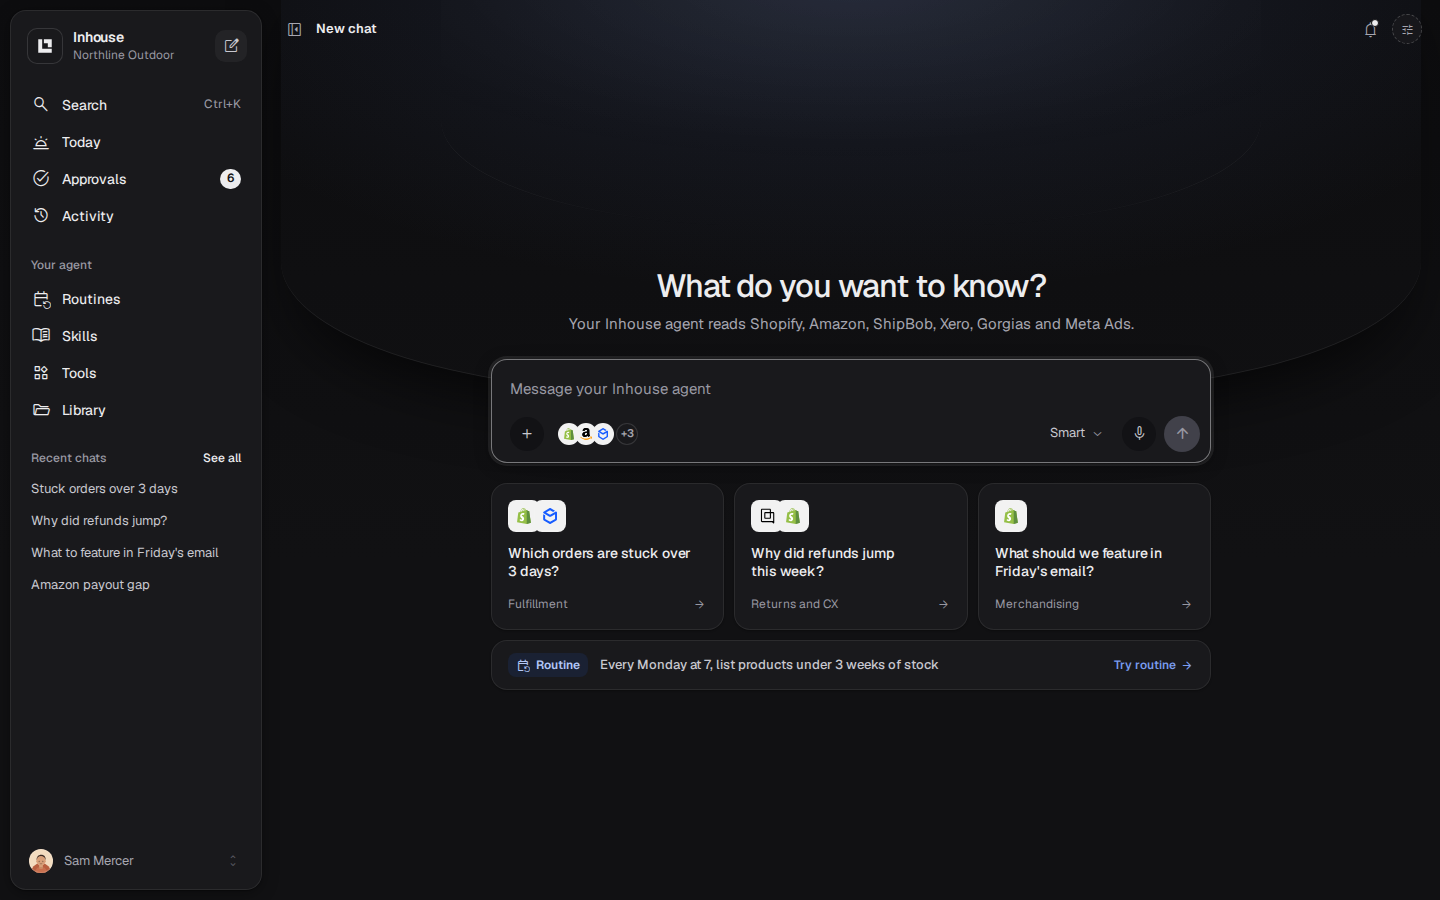 Inhouse
Northline Outdoor
New chat
Search Ctrl+K
Today
Approvals 6
Activity
Your agent
Routines
Skills
Tools
Library
Recent chats See all
Stuck orders over 3 days
Why did refunds jump?
What to feature in Friday's email
Amazon payout gap
Sam Mercer
What do you want to know?
Your Inhouse agent reads Shopify, Amazon, ShipBob, Xero, Gorgias and Meta Ads.
Message your Inhouse agent
+3
Smart
Which orders are stuck over
3 days?
Fulfillment
Why did refunds jump
this week?
Returns and CX
What should we feature in
Friday's email?
Merchandising
Routine Every Monday at 7, list products under 3 weeks of stock Try routine